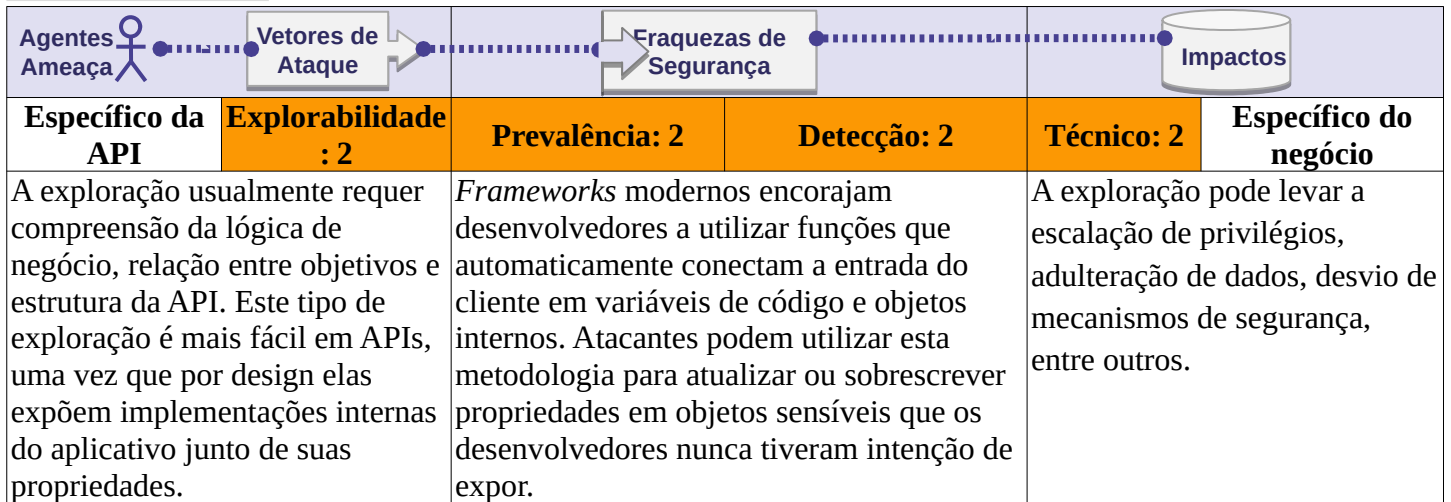 Agentes
Ameaça
Vetores de
Ataque
Fraquezas de
Segurança
Impactos
Específico da
API
Explorabilidade
: 2
Prevalência: 2
Detecção: 2
Técnico: 2
Específico do
negócio
A exploração usualmente requer
compreensão da lógica de
negócio, relação entre objetivos e
estrutura da API. Este tipo de
exploração é mais fácil em APIs,
uma vez que por design elas
expõem implementações internas
do aplicativo junto de suas
propriedades.
Frameworks modernos encorajam
desenvolvedores a utilizar funções que
automaticamente conectam a entrada do
cliente em variáveis de código e objetos
internos. Atacantes podem utilizar esta
metodologia para atualizar ou sobrescrever
propriedades em objetos sensíveis que os
desenvolvedores nunca tiveram intenção de
expor.
A exploração pode levar a
escalação de privilégios,
adulteração de dados, desvio de
mecanismos de segurança,
entre outros.